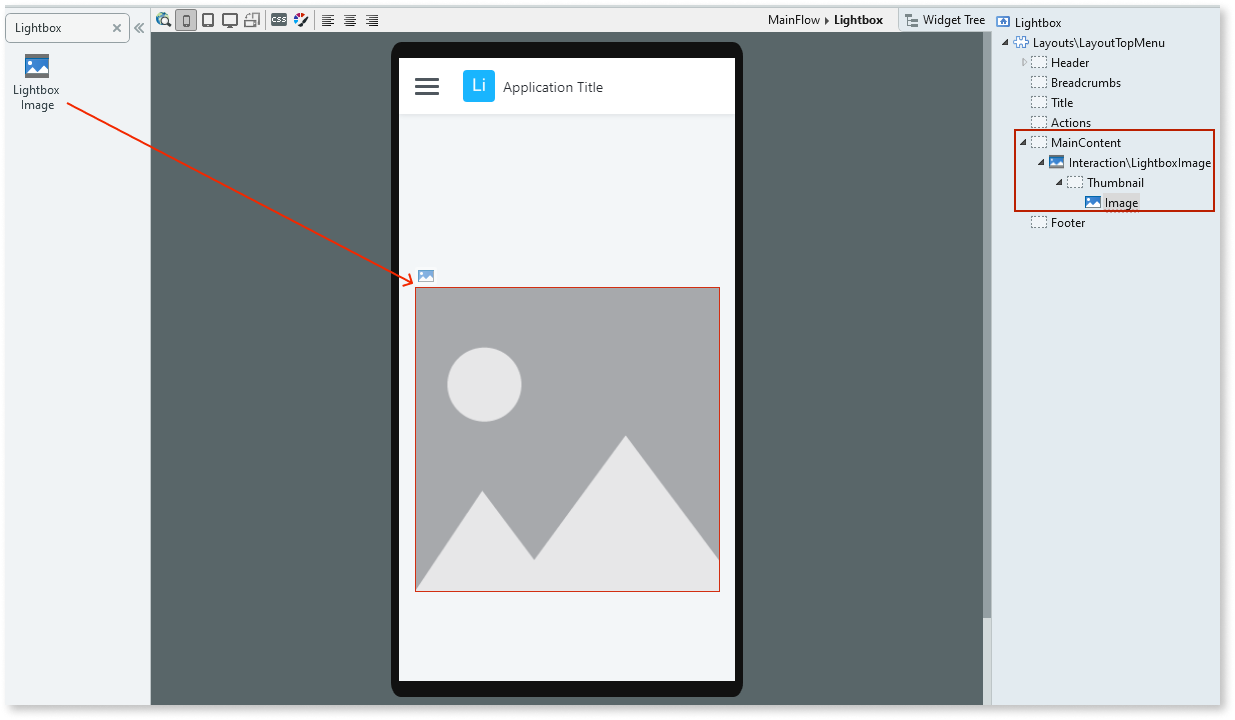 Lightbox
Lightbox
Image
CSS
MainFlow Lightbox
Widget Tree
Li
Application Title
Lightbox
Layouts\LayoutTopMenu
Header
Breadcrumbs
Title
Actions
MainContent
Interaction\LightboxImage
Thumbnail
Image
Footer